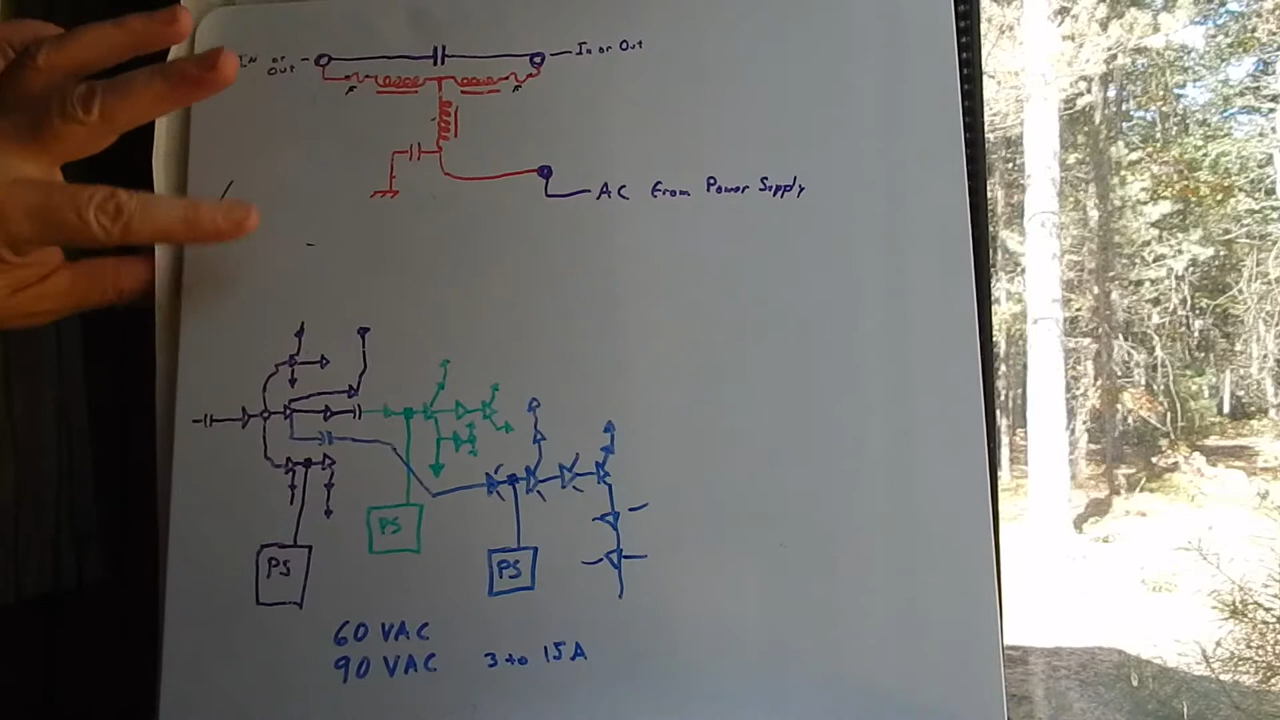 IN or
Out
In or Out
F
F
AC From Power Supply
PS
PS
PS
60 VAC
90 VAC
3 to 15A